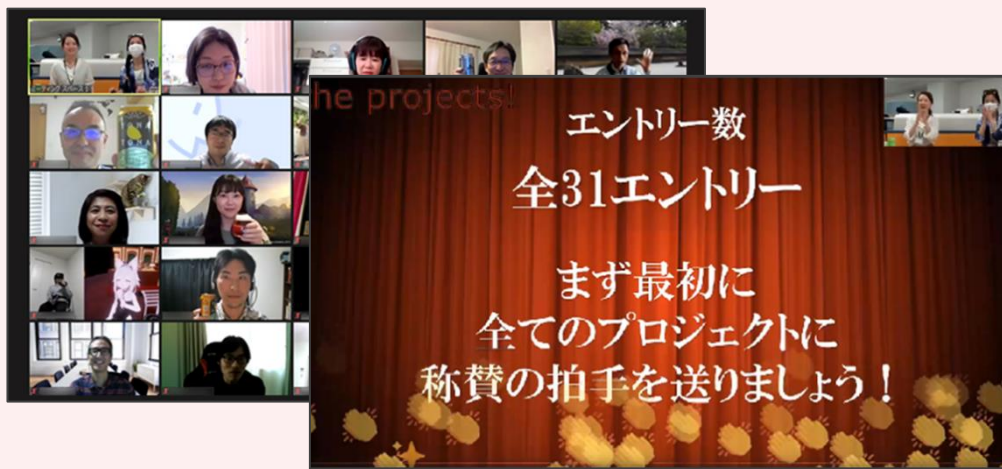 he projects!
エントリー数
全31エントリー
まず最初に
全てのプロジェクトに
称賛の拍手を送りましょう！